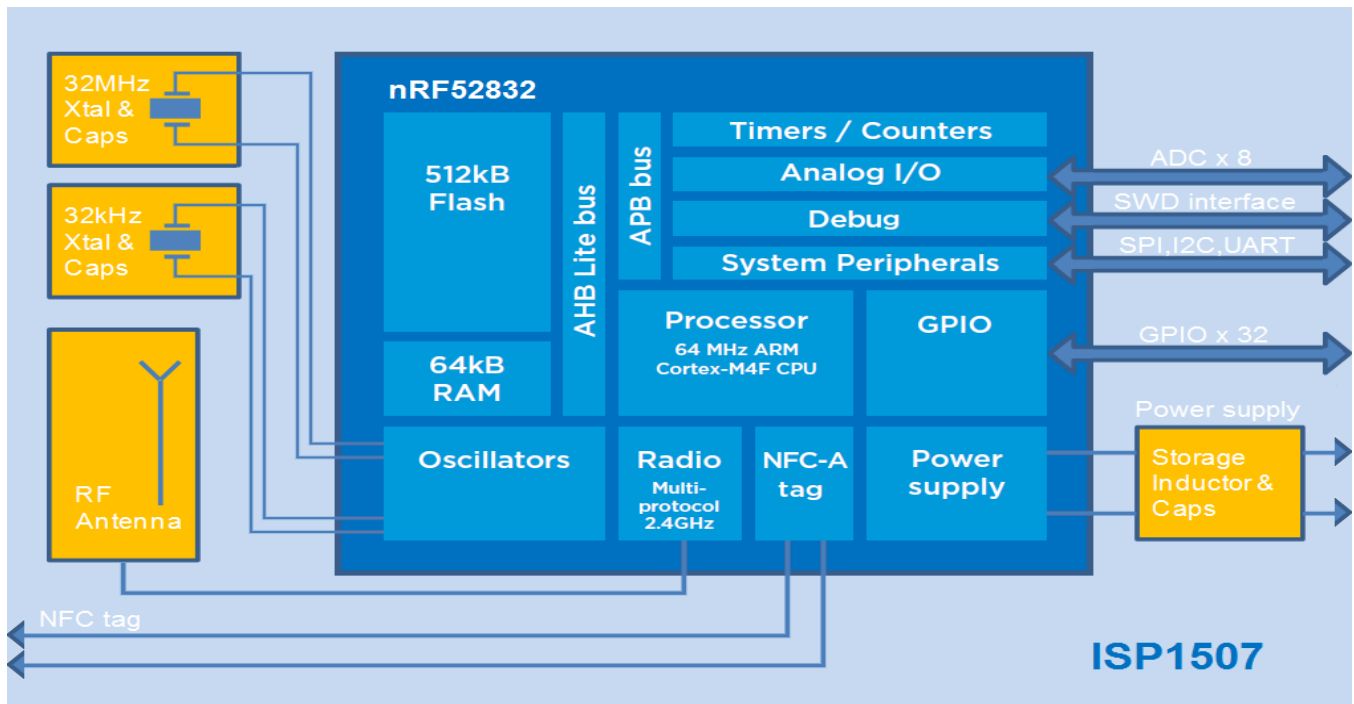 32MHz
Xtal &
Caps
32kHz
Xtal &
Caps
RF
Antenna
NFC tag
nRF52832
512kB
Flash
64kB
RAM
AHB Lite bus
APB bus
Timers / Counters
Analog I/O
Debug
System Peripherals
Processor
64 MHz ARM
Cortex-M4F CPU
GPIO
Oscillators
Radio
Multi-
protocol
2.4GHz
NFC-A
tag
Power
supply
ADC x 8
SWD interface
SPI,I2C,UART
GPIO x 32
Power supply
Storage
Inductor &
Caps
ISP1507